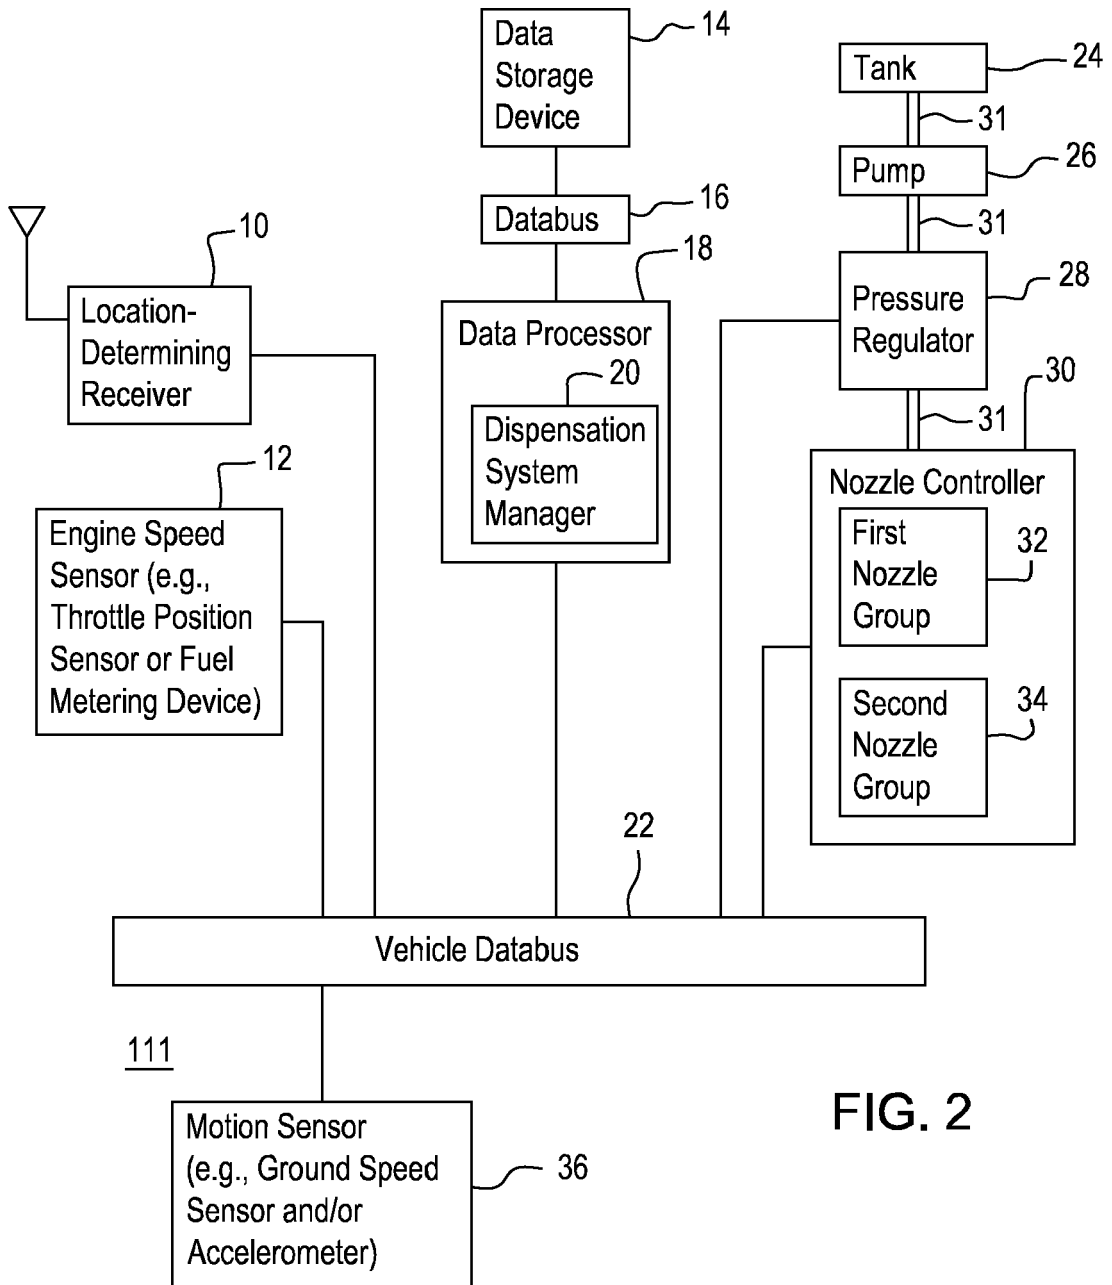 Data
Storage
Device
14
Tank
24
31
Pump
26
Databus
16
31
10
18
Location-
Determining
Receiver
Data Processor
20
Dispensation
System
Manager
Pressure
Regulator
28
31
30
12
Engine Speed
Sensor (e.g.,
Throttle Position
Sensor or Fuel
Metering Device)
Nozzle Controller
First
Nozzle
Group
32
Second
Nozzle
Group
34
22
Vehicle Databus
111
Motion Sensor
(e.g., Ground Speed
Sensor and/or
Accelerometer)
36
FIG. 2